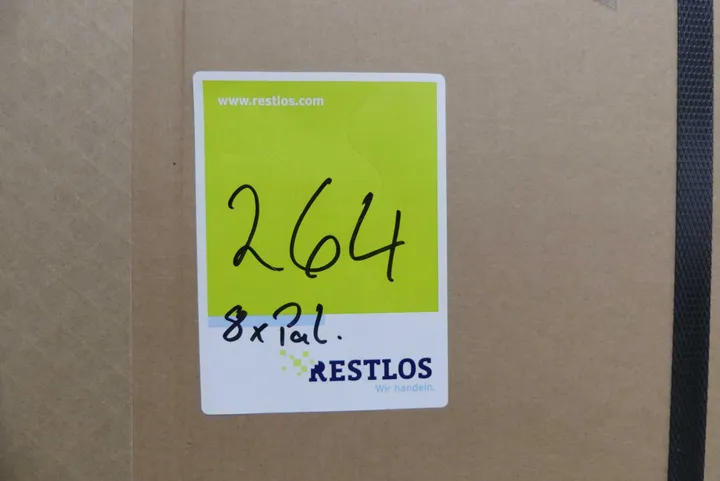 www.restlos.com
264
8x Pal.
RESTLOS
Wir handeln.